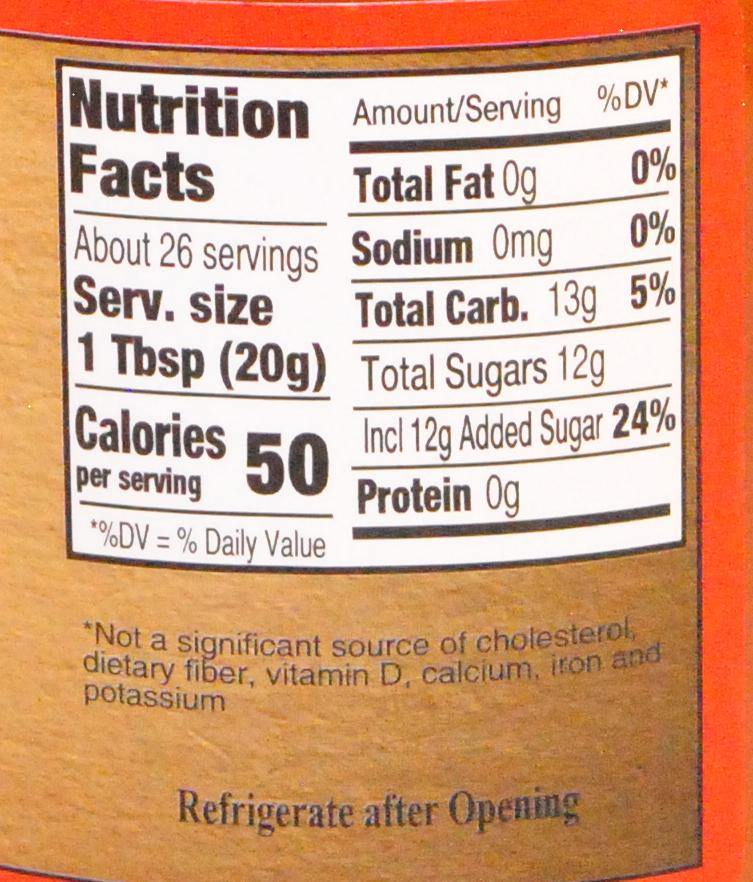 Nutrition
Facts
About 26 servings
Serv. size
1 Tbsp (20g)
Calories 50
per serving
*%DV = % Daily Value
Amount/Serving %DV*
Total Fat 0g 0%
Sodium 0mg 0%
Total Carb. 13g 5%
Total Sugars 12g
Incl 12g Added Sugar 24%
Protein 0g
*Not a significant source of cholesterol,
dietary fiber, vitamin D, calcium, iron and
potassium
Refrigerate after Opening